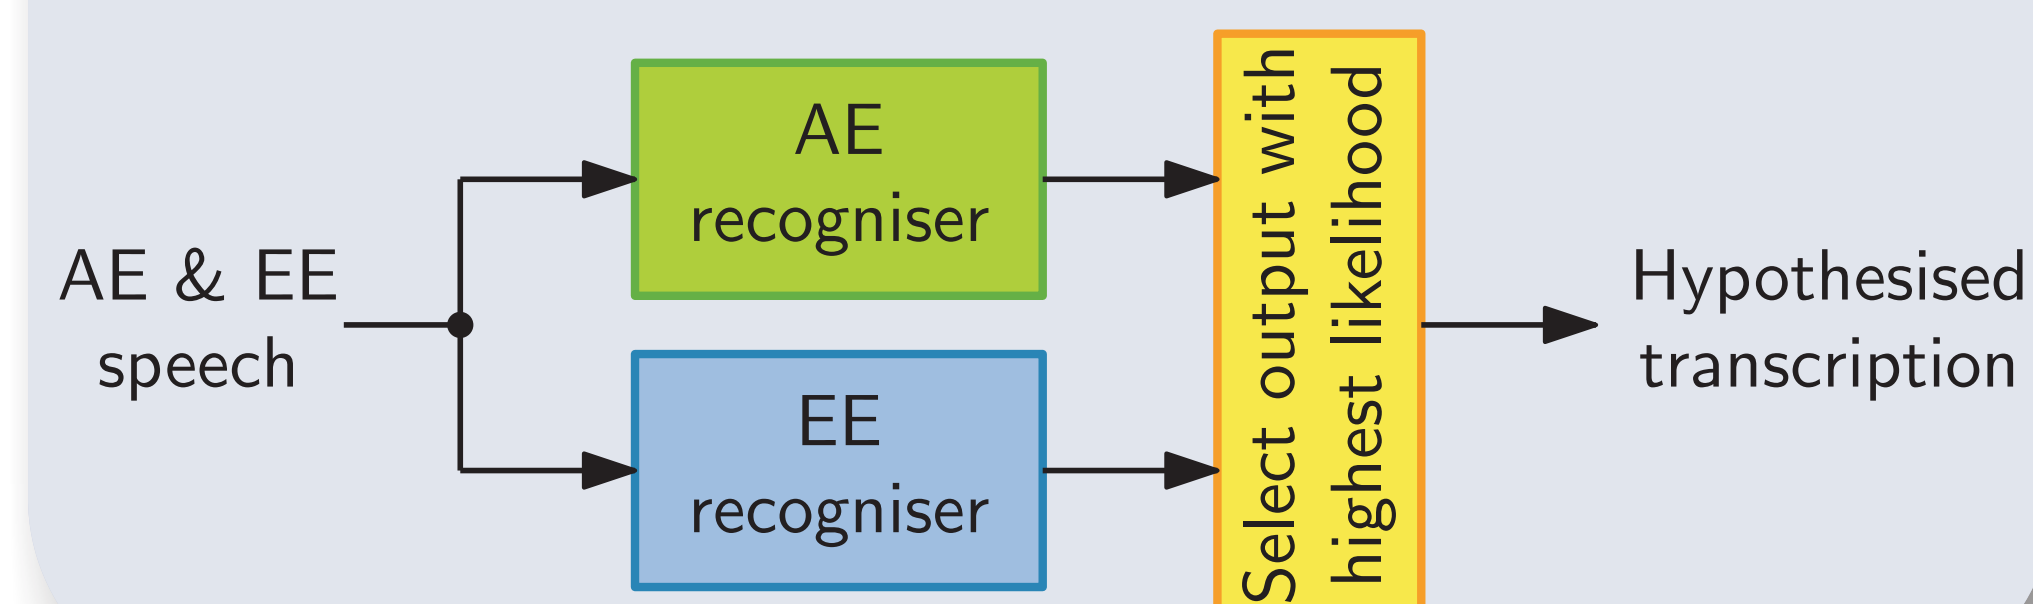 AE & EE
speech
AE
recogniser
EE
recogniser
Select output with
highest likelihood
Hypothesised
transcription